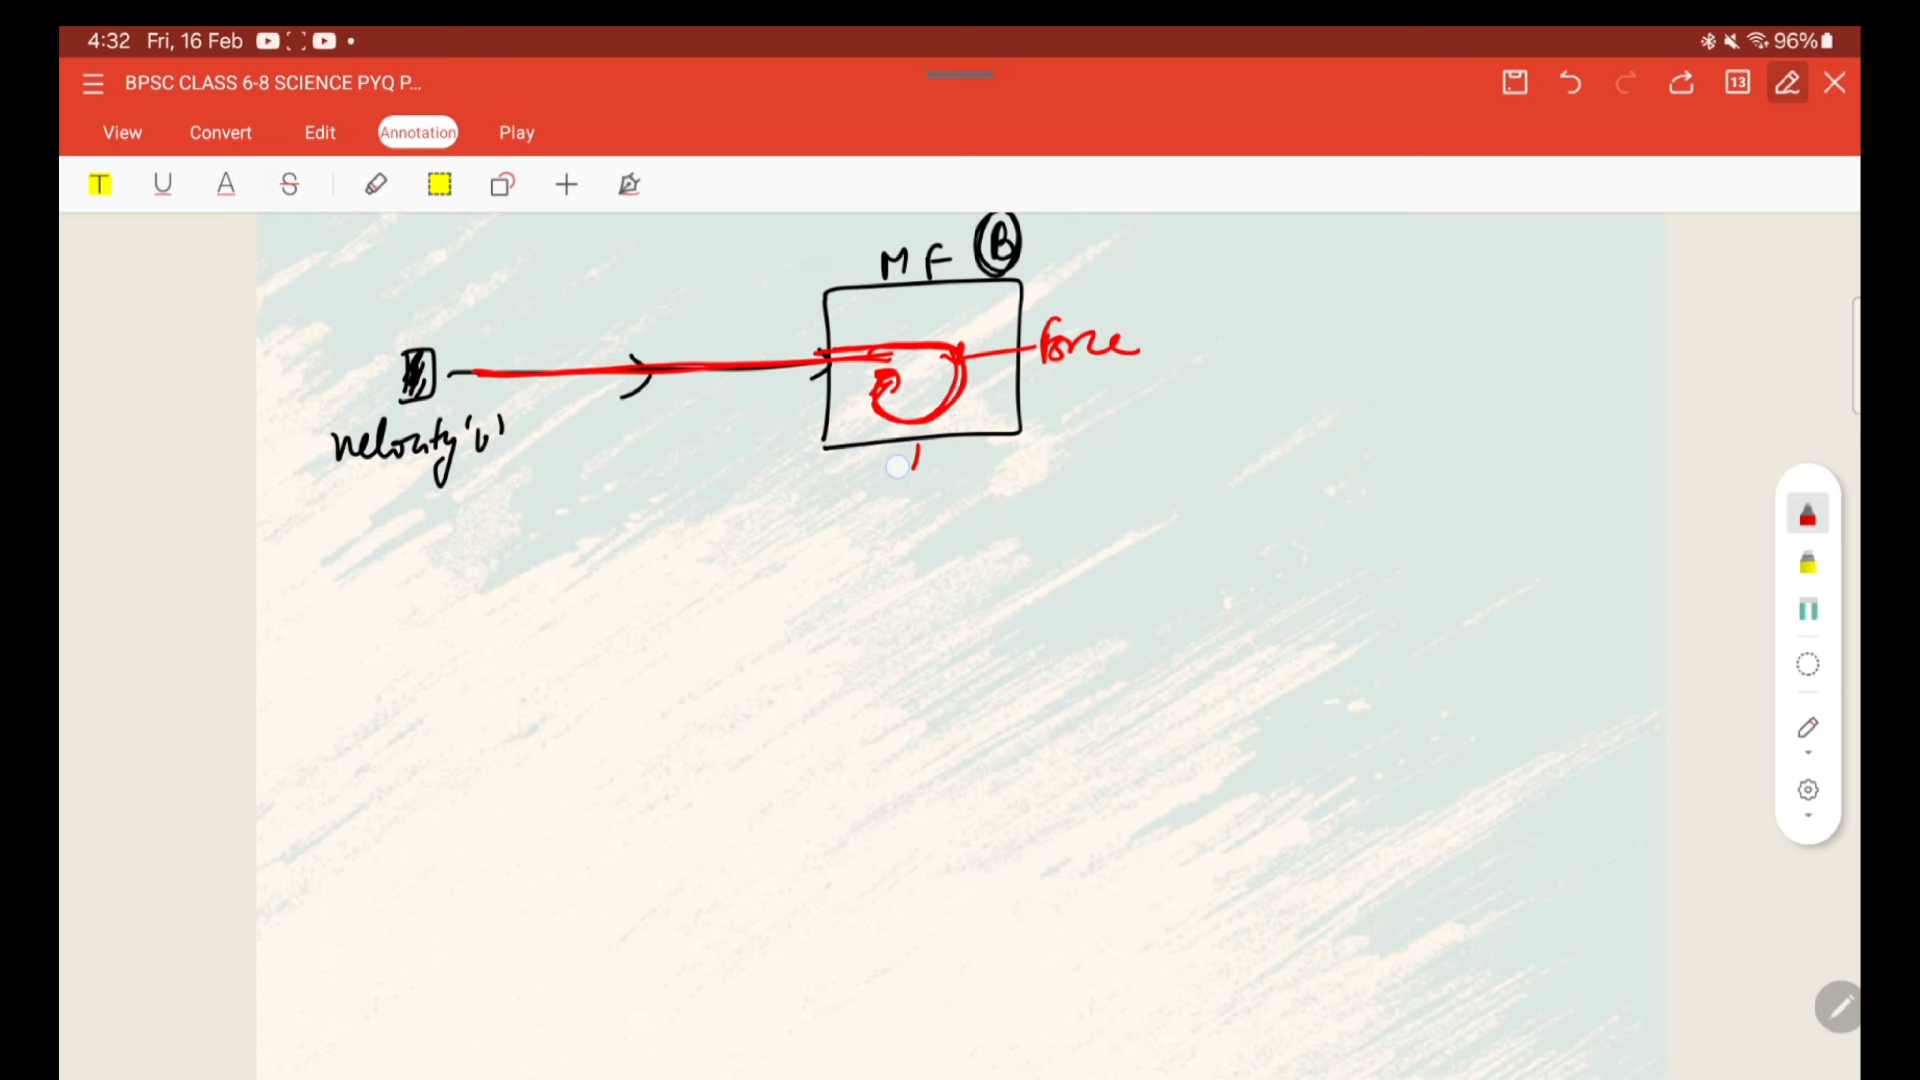 4:32 Fri, 16 Feb 96%
BPSC CLASS 6-8 SCIENCE PYQ P... 13
View Convert Edit Annotation Play
T U A S
M F B
Force
velocity 'v'